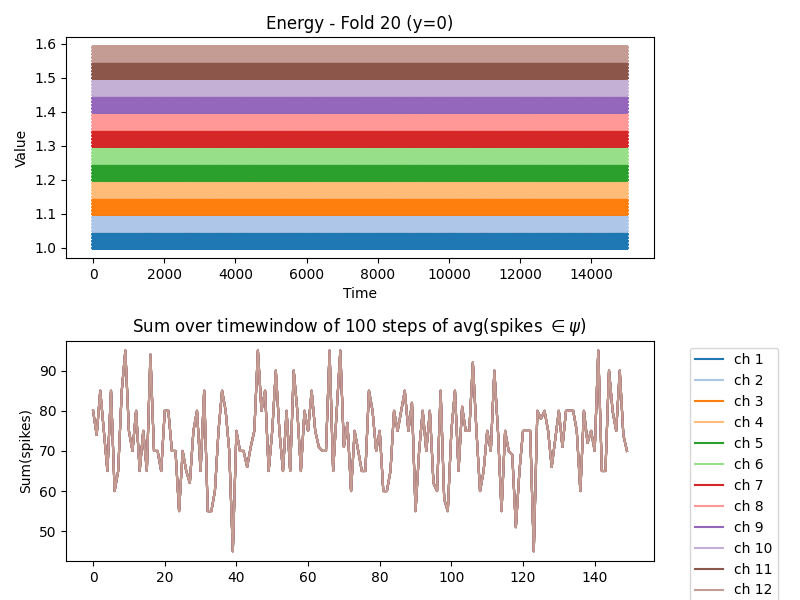 Energy - Fold 20 (y=0)
Value
1.6
1.5
1.4
1.3
1.2
1.1
1.0
0 2000 4000 6000 8000 10000 12000 14000
Time
Sum over timewindow of 100 steps of avg(spikes ∈ψ)
Sum(spikes)
90
80
70
60
50
0 20 40 60 80 100 120 140
ch 1
ch 2
ch 3
ch 4
ch 5
ch 6
ch 7
ch 8
ch 9
ch 10
ch 11
ch 12